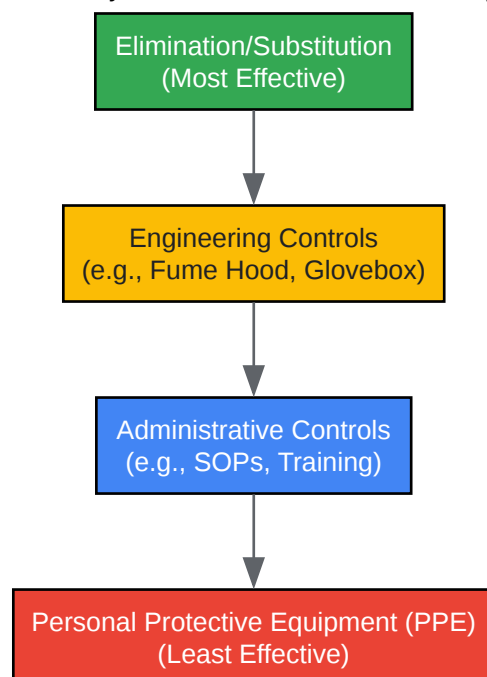 Elimination/Substitution
(Most Effective)
Engineering Controls
(e.g., Fume Hood, Glovebox)
Administrative Controls
(e.g., SOPs, Training)
Personal Protective Equipment (PPE)
(Least Effective)